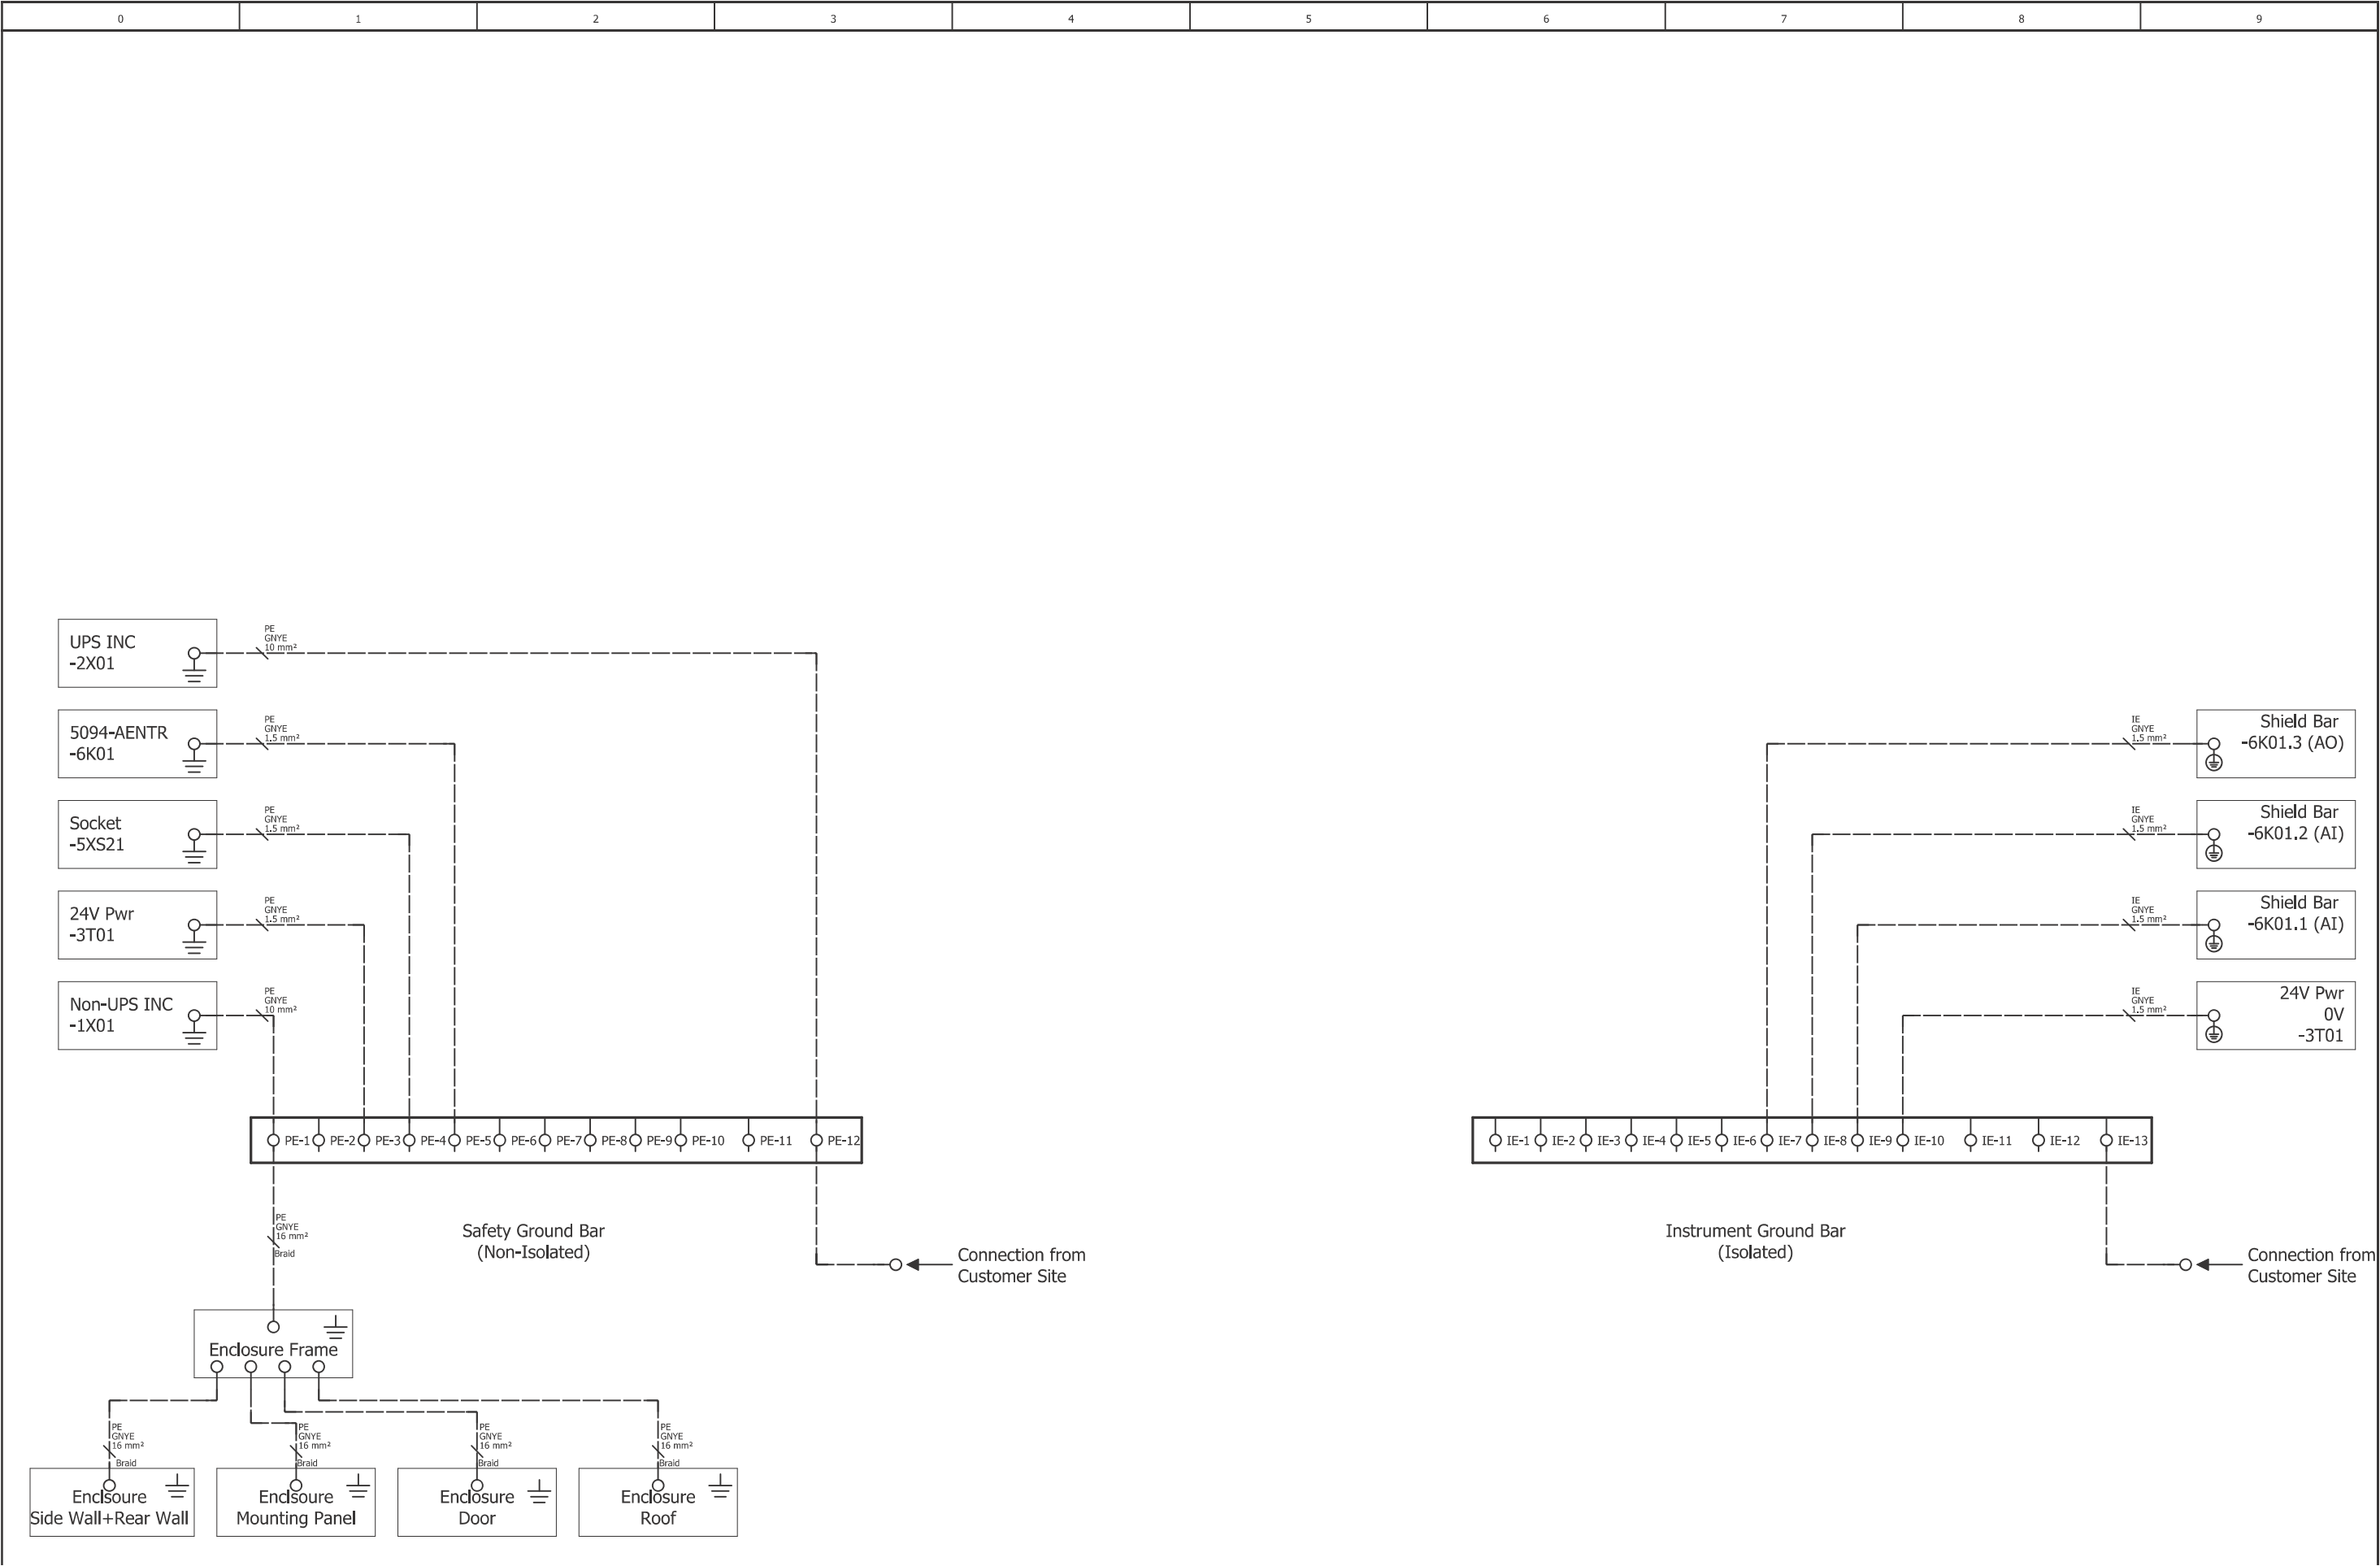 0 1 2 3 4 5 6 7 8 9
UPS INC
-2X01
PE
GNYE
10 mm²
5094-AENTR
-6K01
PE
GNYE
1.5 mm²
Socket
-5XS21
PE
GNYE
1.5 mm²
24V Pwr
-3T01
PE
GNYE
1.5 mm²
Non-UPS INC
-1X01
PE
GNYE
10 mm²
IE
GNYE
1.5 mm²
Shield Bar
-6K01.3 (AO)
IE
GNYE
1.5 mm²
Shield Bar
-6K01.2 (AI)
IE
GNYE
1.5 mm²
Shield Bar
-6K01.1 (AI)
IE
GNYE
1.5 mm²
24V Pwr
0V
-3T01
PE-1 PE-2 PE-3 PE-4 PE-5 PE-6 PE-7 PE-8 PE-9 PE-10 PE-11 PE-12
IE-1 IE-2 IE-3 IE-4 IE-5 IE-6 IE-7 IE-8 IE-9 IE-10 IE-11 IE-12 IE-13
PE
GNYE
16 mm²
Braid
Safety Ground Bar
(Non-Isolated)
Connection from
Customer Site
Instrument Ground Bar
(Isolated)
Connection from
Customer Site
Enclosure Frame
PE
GNYE
16 mm²
Braid
PE
GNYE
16 mm²
Braid
PE
GNYE
16 mm²
Braid
PE
GNYE
16 mm²
Braid
Enclsoure
Side Wall+Rear Wall
Enclsoure
Mounting Panel
Enclosure
Door
Enclosure
Roof